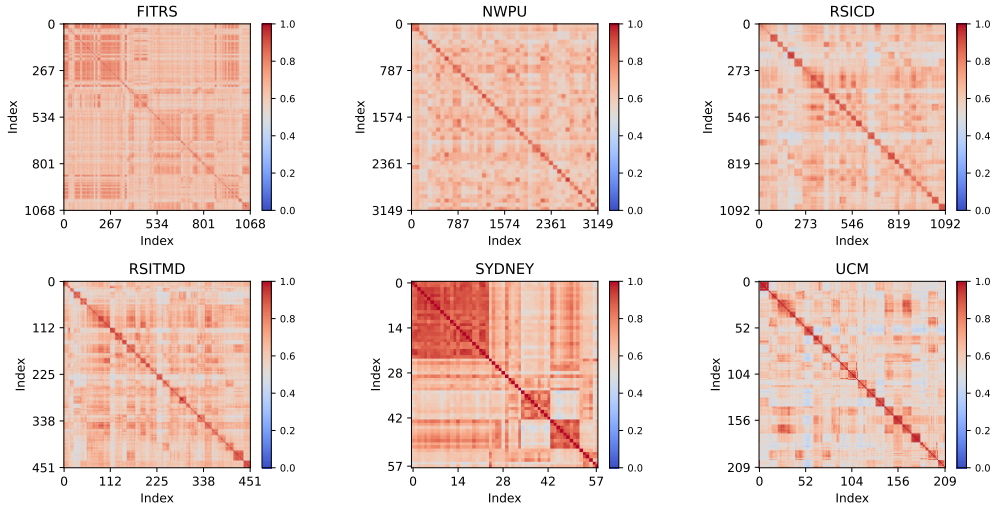 FITRS
Index
0
267
534
801
1068
0 267 534 801 1068
Index
1.0
0.8
0.6
0.4
0.2
0.0
NWPU
Index
0
787
1574
2361
3149
0 787 1574 2361 3149
Index
1.0
0.8
0.6
0.4
0.2
0.0
RSICD
Index
0
273
546
819
1092
0 273 546 819 1092
Index
1.0
0.8
0.6
0.4
0.2
0.0
RSITMD
Index
0
112
225
338
451
0 112 225 338 451
Index
1.0
0.8
0.6
0.4
0.2
0.0
SYDNEY
Index
0
14
28
42
57
0 14 28 42 57
Index
1.0
0.8
0.6
0.4
0.2
0.0
UCM
Index
0
52
104
156
209
0 52 104 156 209
Index
1.0
0.8
0.6
0.4
0.2
0.0